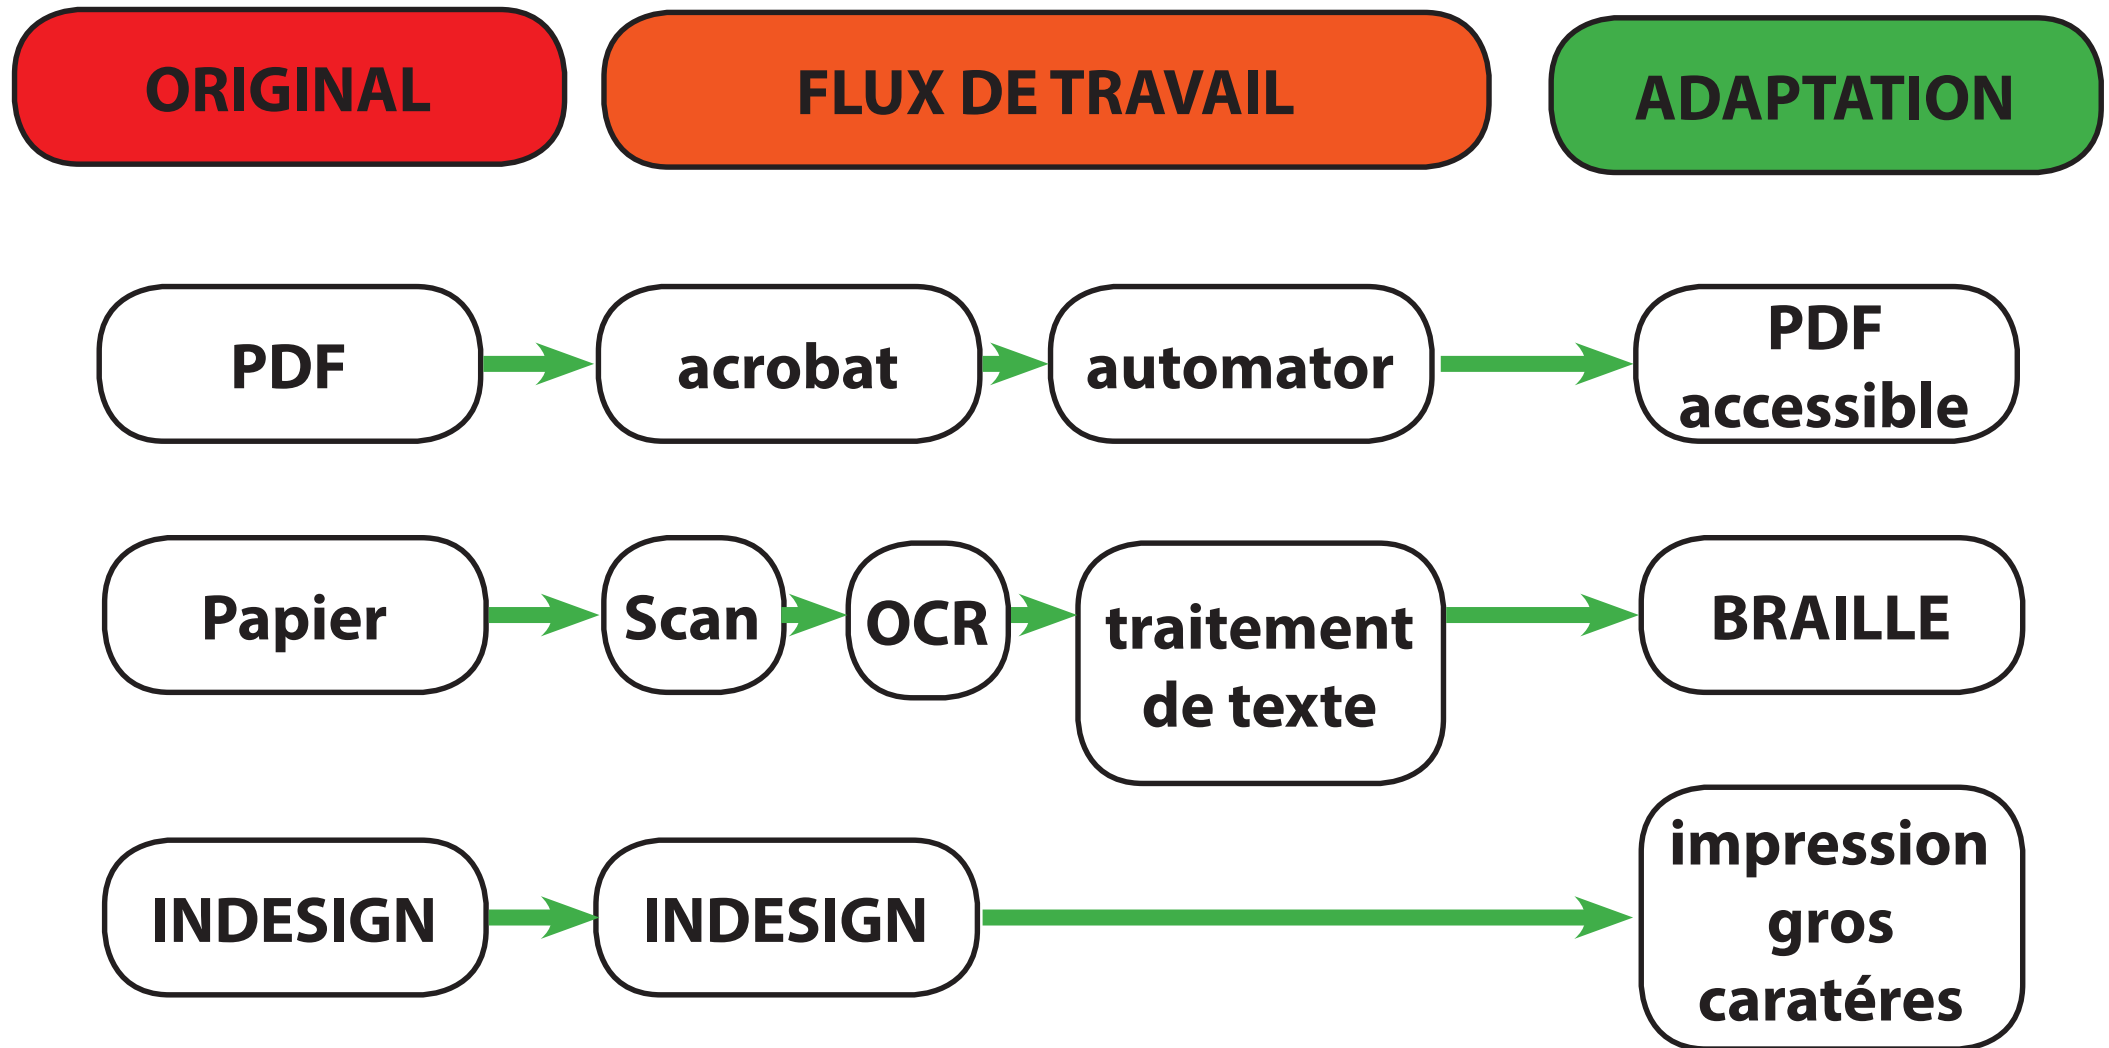 ORIGINAL
FLUX DE TRAVAIL
ADAPTATION
PDF
acrobat
automator
PDF
accessible
Papier
Scan
OCR
traitement
de texte
BRAILLE
INDESIGN
INDESIGN
impression
gros
caratéres